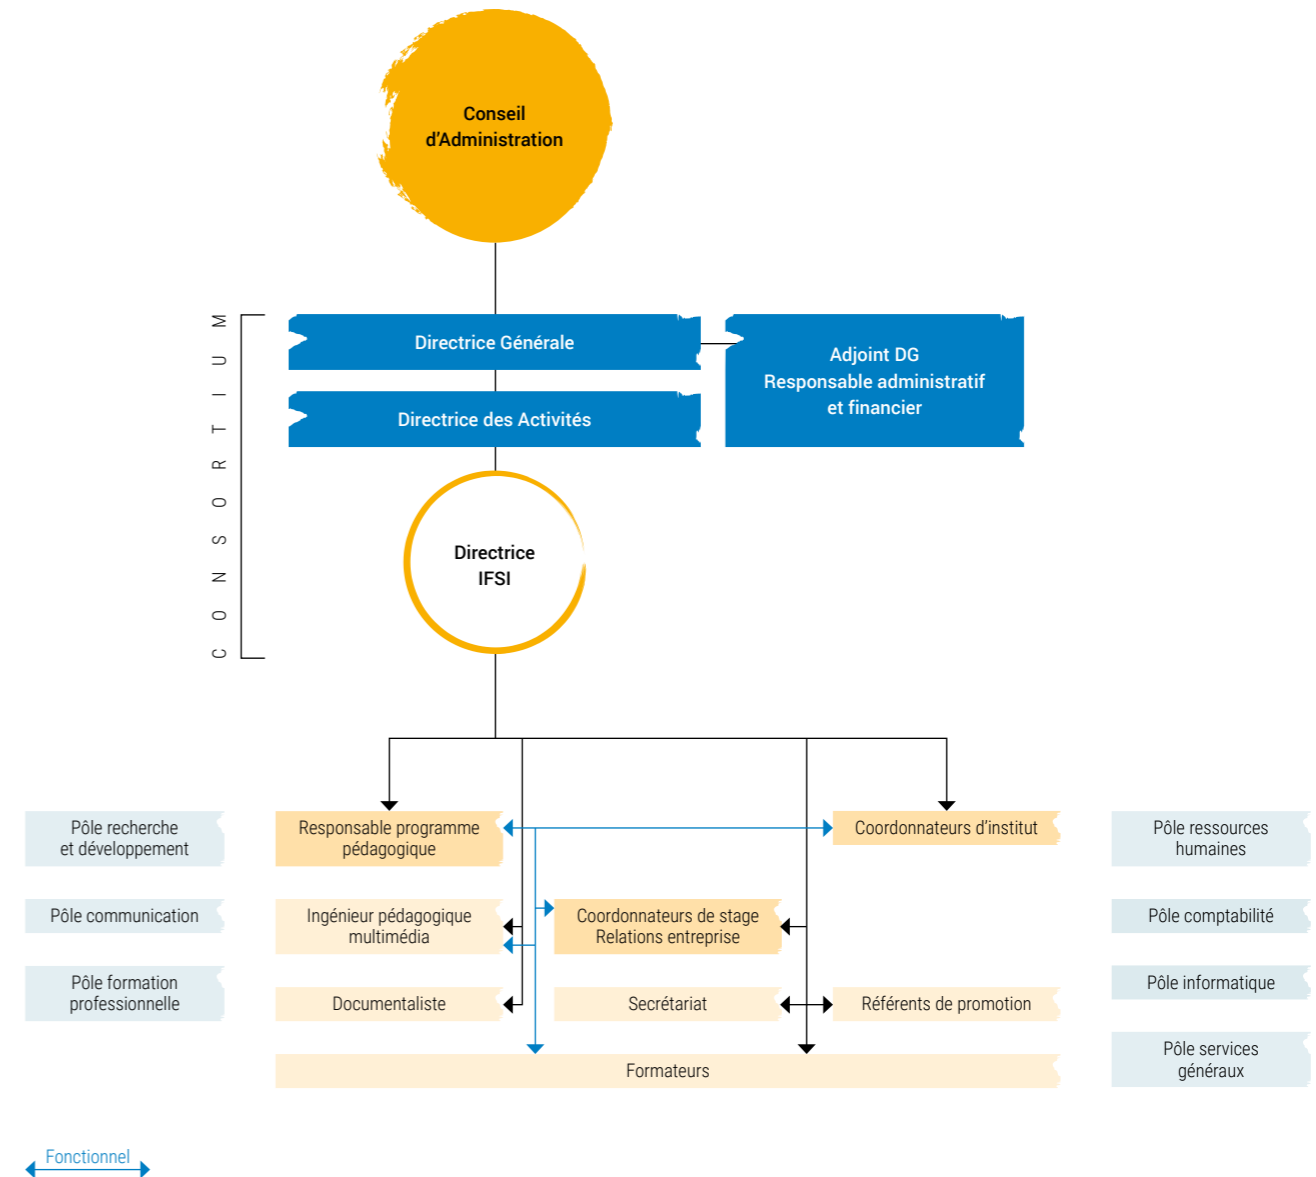 Conseil
d'Administration
CONSORTIUM
Directrice Générale
Adjoint DG
Responsable administratif
et financier
Directrice des Activités
Directrice
IFSI
Pôle recherche
et développement
Responsable programme
pédagogique
Coordonnateurs d'institut
Pôle ressources
humaines
Pôle communication
Ingénieur pédagogique
multimédia
Coordonnateurs de stage
Relations entreprise
Pôle comptabilité
Pôle formation
professionnelle
Documentaliste
Secrétariat
Référents de promotion
Pôle informatique
Formateurs
Pôle services
généraux
Fonctionnel